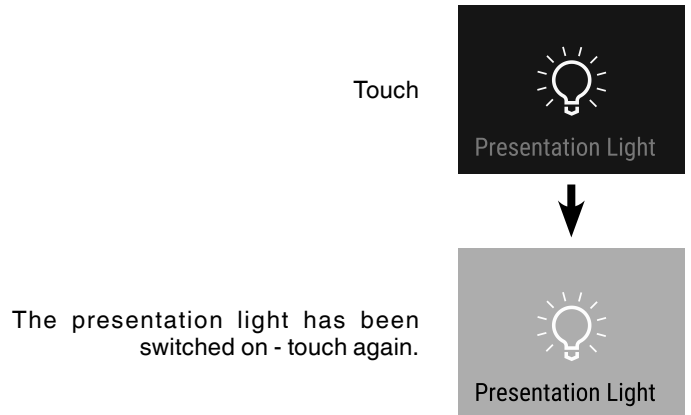 Touch
Presentation Light
The presentation light has been
switched on - touch again.
Presentation Light